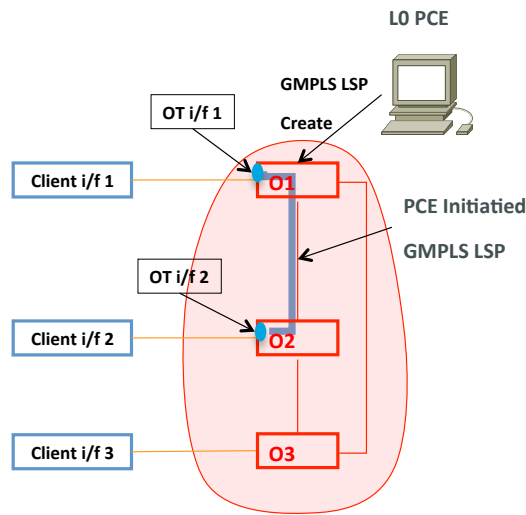 L0 PCE
GMPLS LSP
Create
OT i/f 1
Client i/f 1
O1
PCE Initiatied
GMPLS LSP
OT i/f 2
Client i/f 2
O2
Client i/f 3
O3